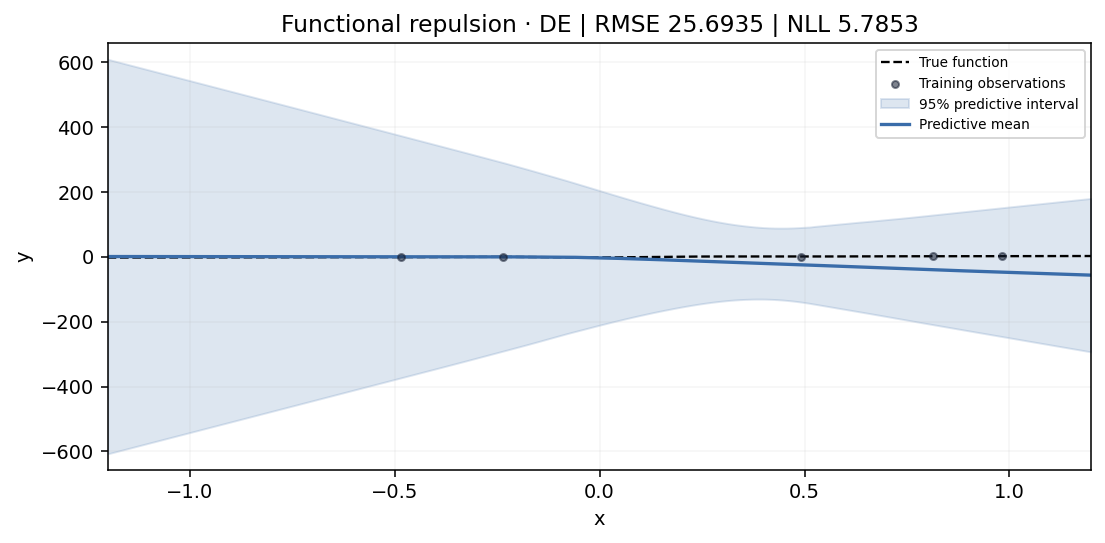 Functional repulsion · DE | RMSE 25.6935 | NLL 5.7853
True function
Training observations
95% predictive interval
Predictive mean
600
400
200
0
−200
−400
−600
y
−1.0 −0.5 0.0 0.5 1.0
x